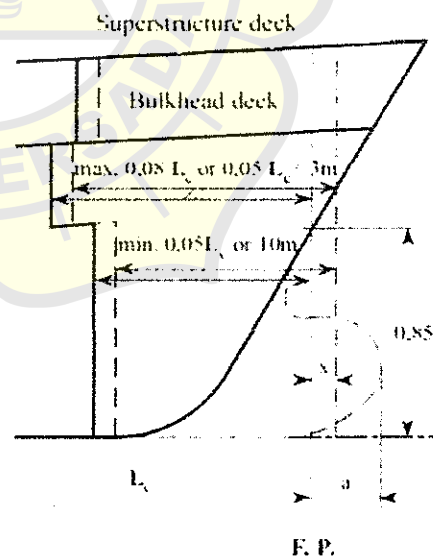 Superstructure deck
Bulkhead deck
max. 0,08 Lc or 0,05 Lc + 3m
min. 0,05Lc or 10m
0,85
x
Lc
a
F. P.